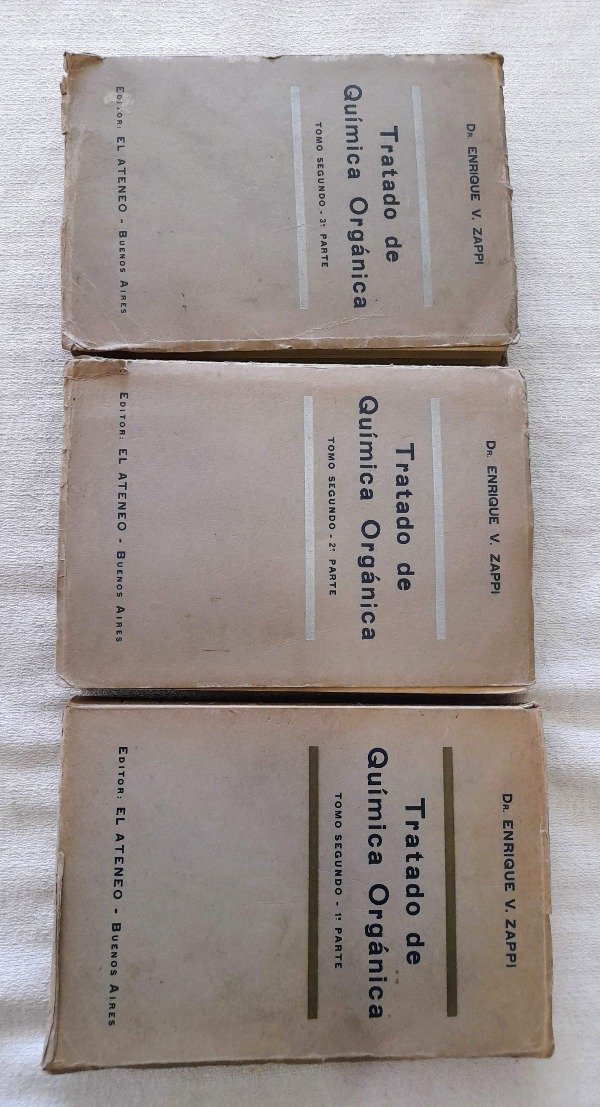 DR. ENRIQUE V. ZAPPI
Tratado de
Química Orgánica
TOMO SEGUNDO - 3ª PARTE
EDITOR: EL ATENEO - BUENOS AIRES
DR. ENRIQUE V. ZAPPI
Tratado de
Química Orgánica
TOMO SEGUNDO - 2ª PARTE
EDITOR: EL ATENEO - BUENOS AIRES
DR. ENRIQUE V. ZAPPI
Tratado de
Química Orgánica
TOMO SEGUNDO - 1ª PARTE
EDITOR: EL ATENEO - BUENOS AIRES